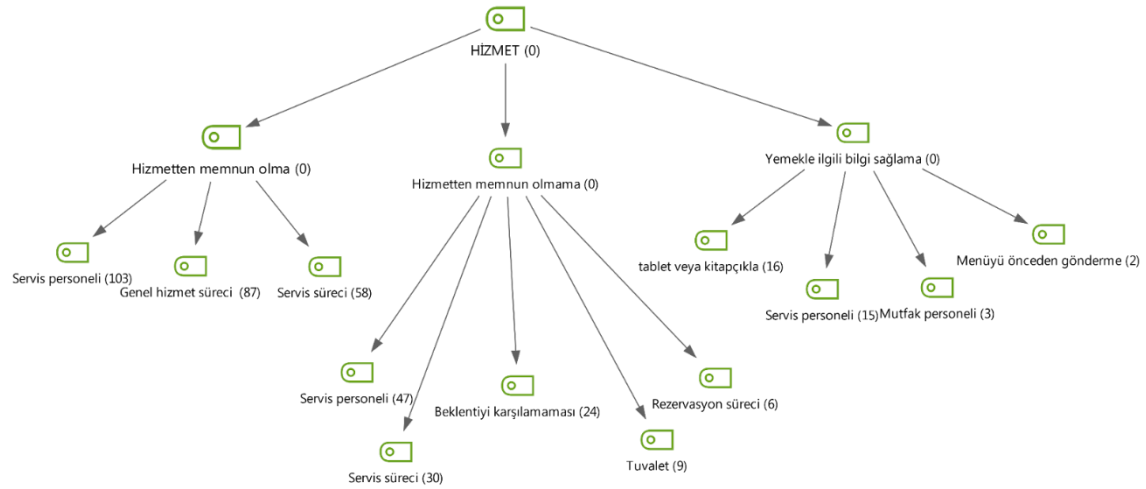 HİZMET (0)
Hizmetten memnun olma (0)
Hizmetten memnun olmama (0)
Yemekle ilgili bilgi sağlama (0)
Servis personeli (103)
Genel hizmet süreci (87)
Servis süreci (58)
tablet veya kitapçıkla (16)
Servis personeli (15)
Mutfak personeli (3)
Menüyü önceden gönderme (2)
Servis personeli (47)
Beklentiyi karşılamaması (24)
Rezervasyon süreci (6)
Servis süreci (30)
Tuvalet (9)